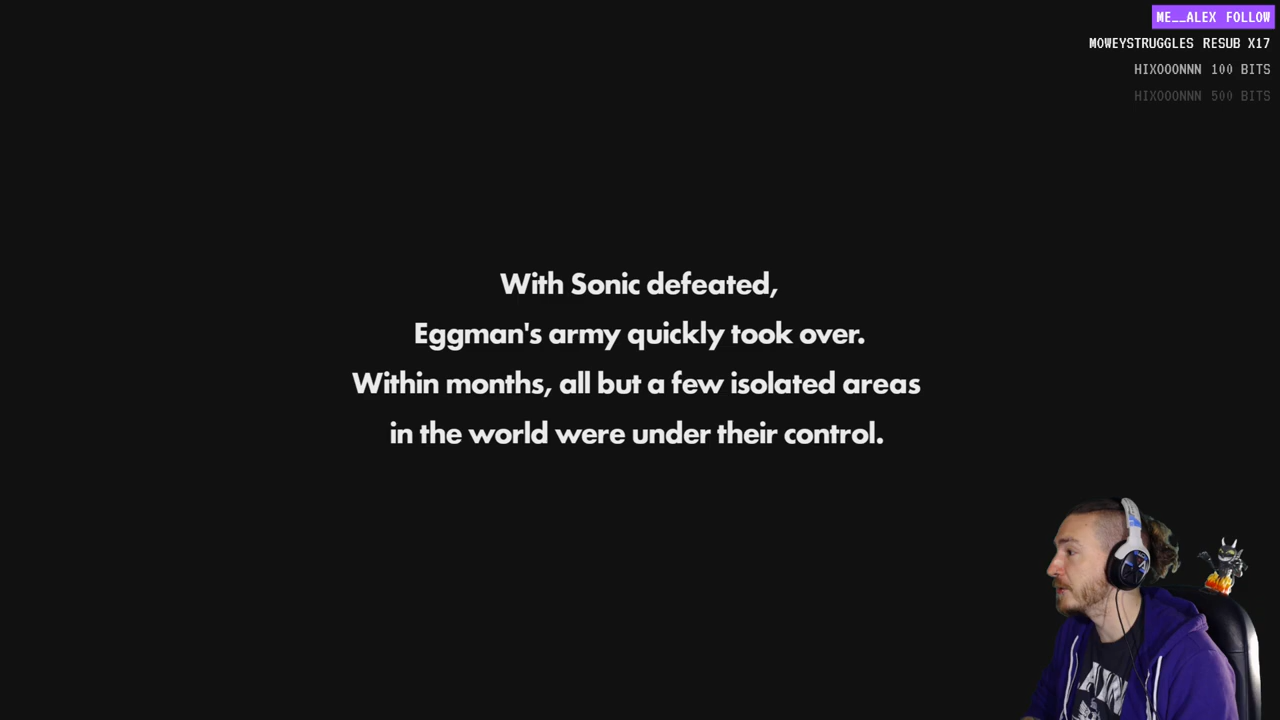 ME__ALEX FOLLOW
MOWEYSTRUGGLES RESUB X17
HIXOOONNN 100 BITS
HIXOOONNN 500 BITS
With Sonic defeated,
Eggman's army quickly took over.
Within months, all but a few isolated areas
in the world were under their control.